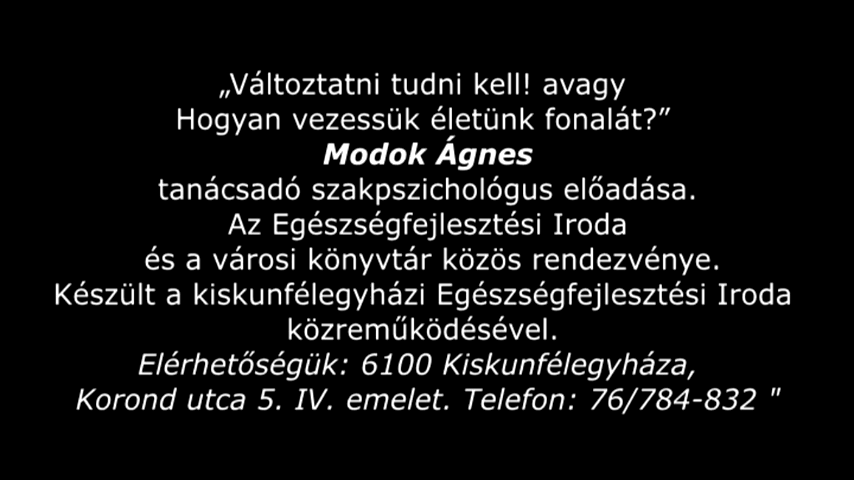 „Változtatni tudni kell! avagy
Hogyan vezessük életünk fonalát?”
Modok Ágnes
tanácsadó szakpszichológus előadása.
Az Egészségfejlesztési Iroda
és a városi könyvtár közös rendezvénye.
Készült a kiskunfélegyházi Egészségfejlesztési Iroda
közreműködésével.
Elérhetőségük: 6100 Kiskunfélegyháza,
Korond utca 5. IV. emelet. Telefon: 76/784-832 "